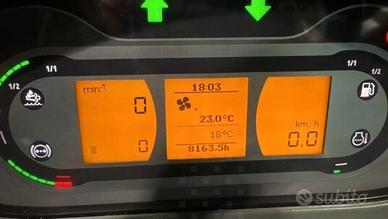 1/1
1/1
1/2
1/2
min-1
0
0
18:03
23,0°C
18°C
8163.5h
km/h
0.0
subito